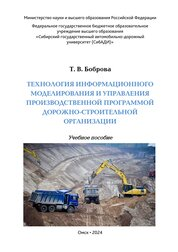 Министерство науки и высшего образования Российской Федерации
Федеральное государственное бюджетное образовательное
учреждение высшего образования
«Сибирский государственный автомобильно-дорожный
университет (СибАДИ)»
Т. В. Боброва
ТЕХНОЛОГИЯ ИНФОРМАЦИОННОГО
МОДЕЛИРОВАНИЯ И УПРАВЛЕНИЯ
ПРОИЗВОДСТВЕННОЙ ПРОГРАММОЙ
ДОРОЖНО-СТРОИТЕЛЬНОЙ
ОРГАНИЗАЦИИ
Учебное пособие
Омск • 2024